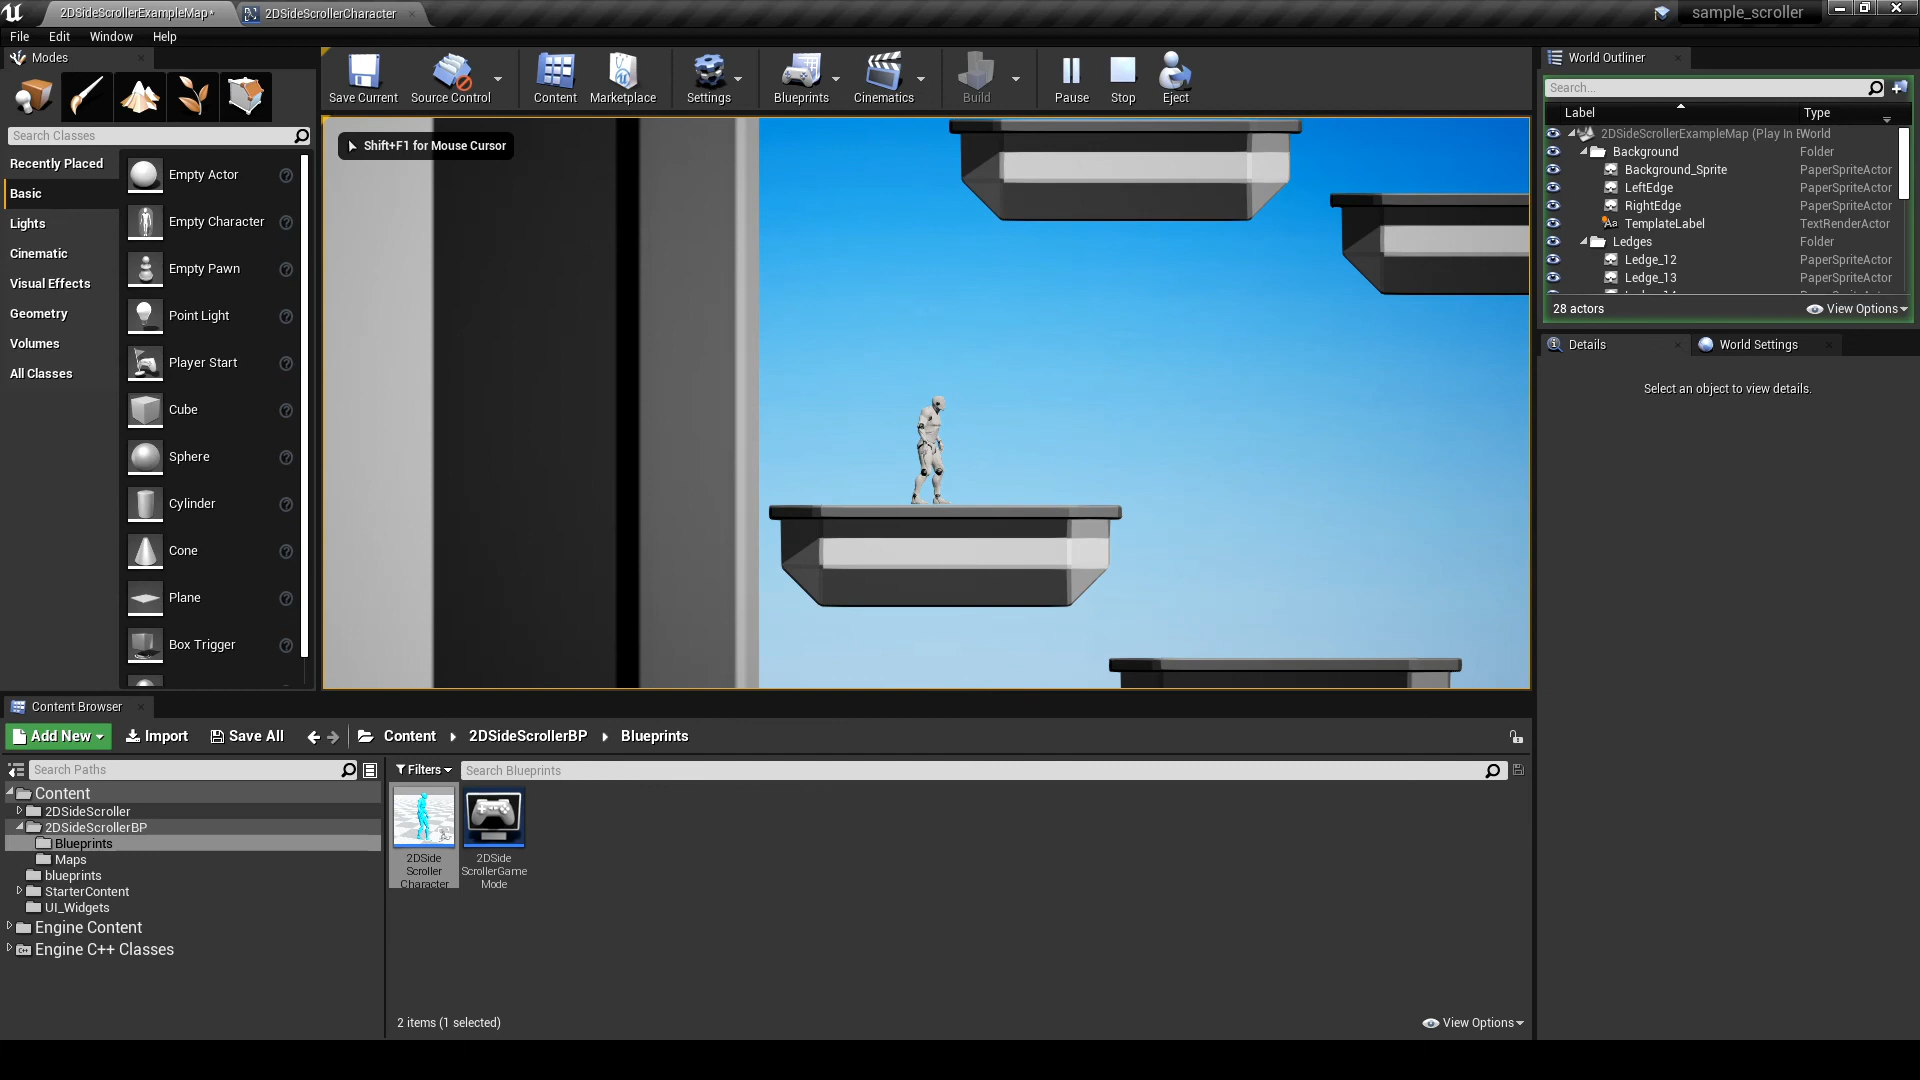 2DSideScrollerExampleMap*
2DSideScrollerCharacter
sample_scroller
File Edit Window Help
Modes
Save Current
Source Control
Content
Marketplace
Settings
Blueprints
Cinematics
Build
Pause
Stop
Eject
Search Classes
Recently Placed
Basic
Lights
Cinematic
Visual Effects
Geometry
Volumes
All Classes
Empty Actor
Empty Character
Empty Pawn
Point Light
Player Start
Cube
Sphere
Cylinder
Cone
Plane
Box Trigger
Shift+F1 for Mouse Cursor
World Outliner
Search...
Label Type
2DSideScrollerExampleMap (Play In E World
Background Folder
Background_Sprite PaperSpriteActor
LeftEdge PaperSpriteActor
RightEdge PaperSpriteActor
TemplateLabel TextRenderActor
Ledges Folder
Ledge_12 PaperSpriteActor
Ledge_13 PaperSpriteActor
28 actors
View Options
Details
World Settings
Select an object to view details.
Content Browser
Add New
Import
Save All
Content
2DSideScrollerBP
Blueprints
Search Paths
Filters
Search Blueprints
Content
2DSideScroller
2DSideScrollerBP
Blueprints
Maps
blueprints
StarterContent
UI_Widgets
Engine Content
Engine C++ Classes
2DSide
Scroller
Character
2DSide
ScrollerGame
Mode
2 items (1 selected)
View Options